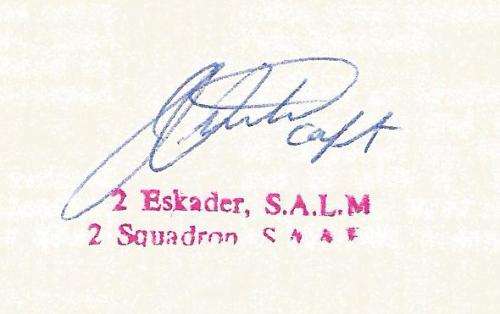 Capt
2 Eskader, S.A.L.M
2 Squadron S.A.A.F.